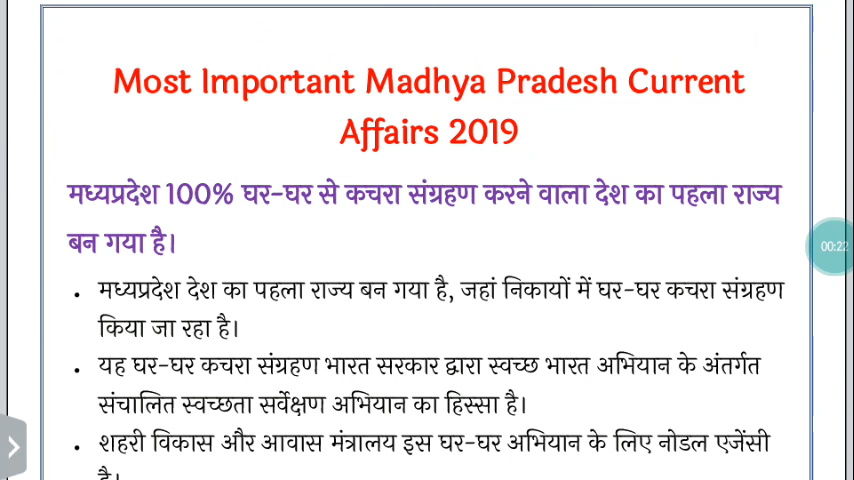 Most Important Madhya Pradesh Current
Affairs 2019
मध्यप्रदेश 100% घर-घर से कचरा संग्रहण करने वाला देश का पहला राज्य
बन गया है।
• मध्यप्रदेश देश का पहला राज्य बन गया है, जहां निकायों में घर-घर कचरा संग्रहण
किया जा रहा है।
00:22
• यह घर-घर कचरा संग्रहण भारत सरकार द्वारा स्वच्छ भारत अभियान के अंतर्गत
संचालित स्वच्छता सर्वेक्षण अभियान का हिस्सा है।
• शहरी विकास और आवास मंत्रालय इस घर-घर अभियान के लिए नोडल एजेंसी